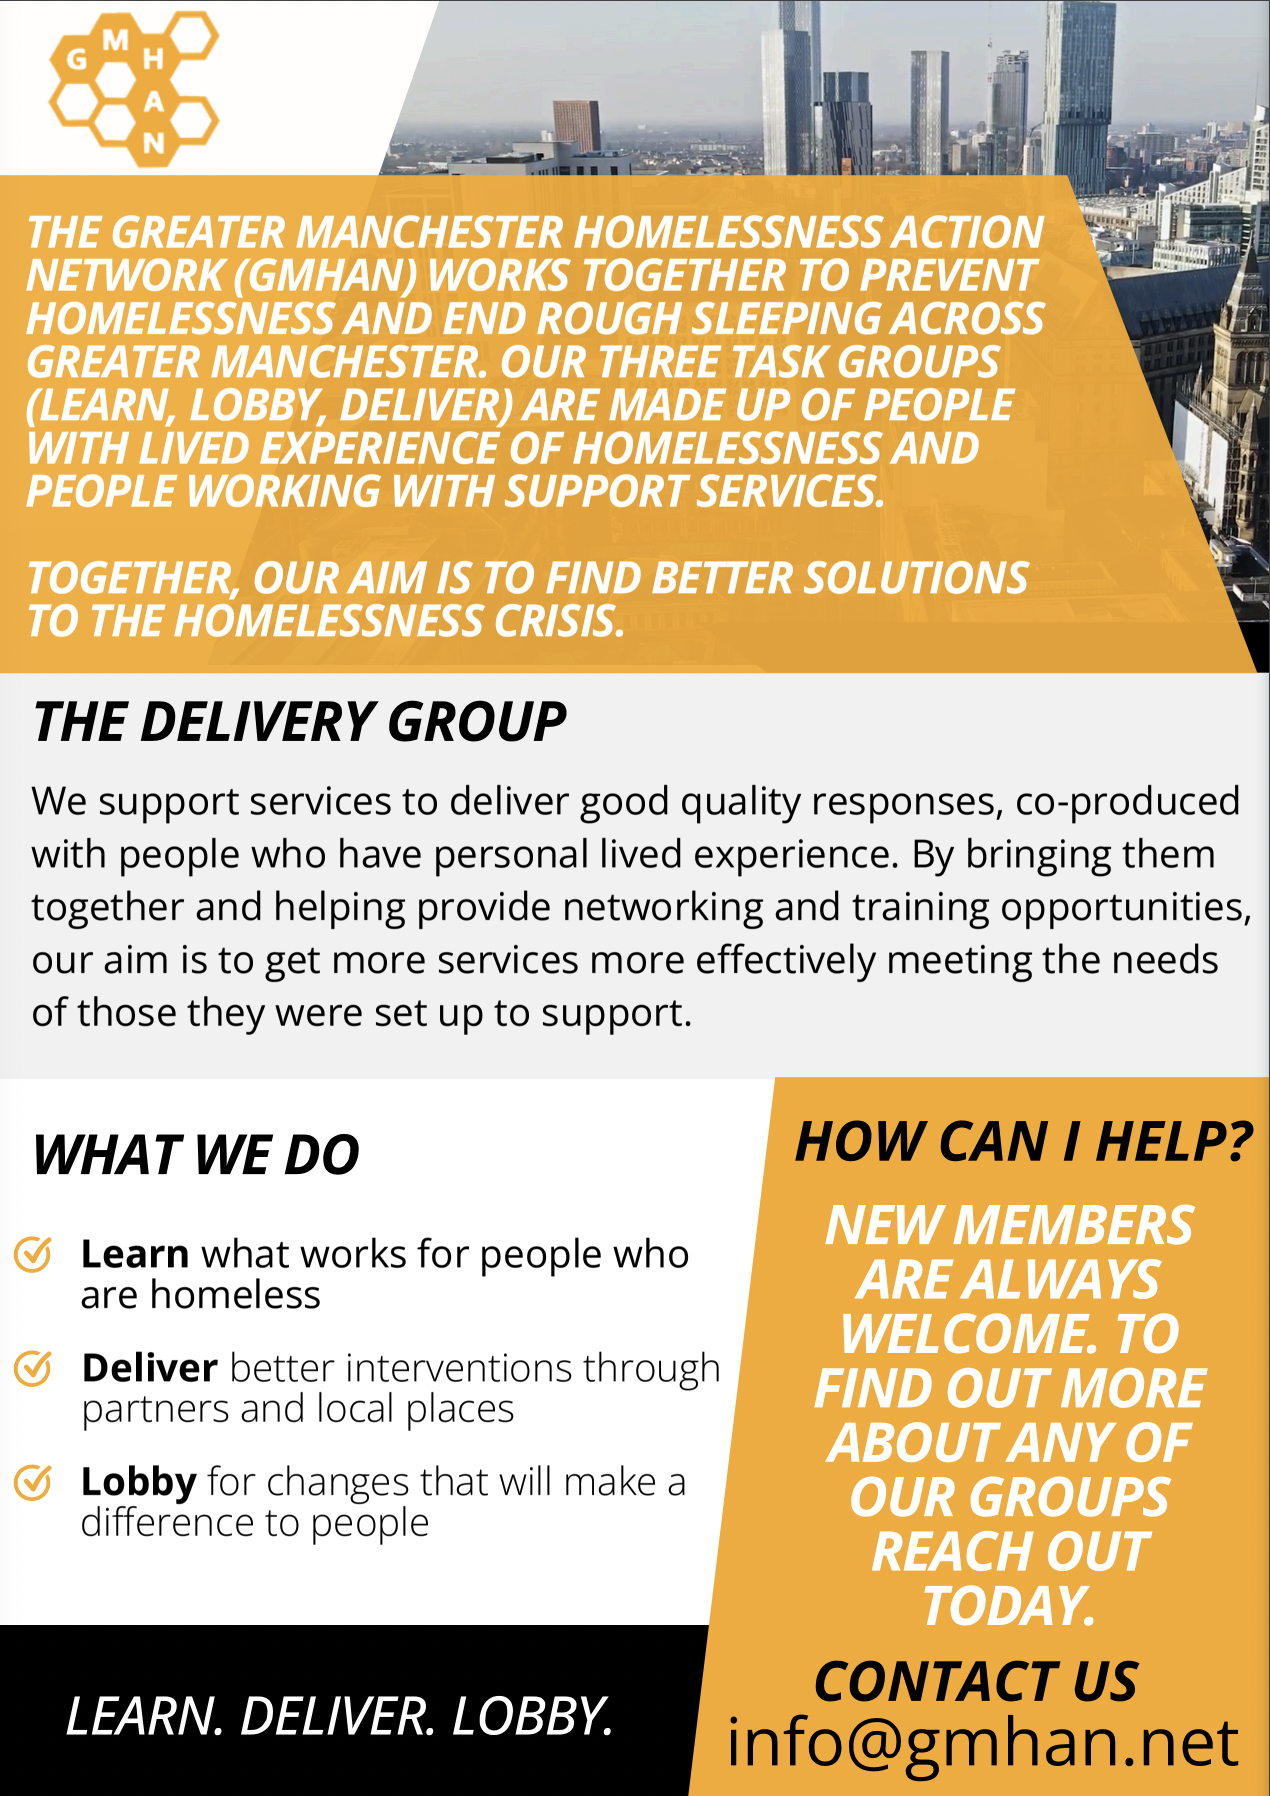 G M H A N
THE GREATER MANCHESTER HOMELESSNESS ACTION
NETWORK (GMHAN) WORKS TOGETHER TO PREVENT
HOMELESSNESS AND END ROUGH SLEEPING ACROSS
GREATER MANCHESTER. OUR THREE TASK GROUPS
(LEARN, LOBBY, DELIVER) ARE MADE UP OF PEOPLE
WITH LIVED EXPERIENCE OF HOMELESSNESS AND
PEOPLE WORKING WITH SUPPORT SERVICES.
TOGETHER, OUR AIM IS TO FIND BETTER SOLUTIONS
TO THE HOMELESSNESS CRISIS.
THE DELIVERY GROUP
We support services to deliver good quality responses, co-produced
with people who have personal lived experience. By bringing them
together and helping provide networking and training opportunities,
our aim is to get more services more effectively meeting the needs
of those they were set up to support.
WHAT WE DO
Learn what works for people who
are homeless
Deliver better interventions through
partners and local places
Lobby for changes that will make a
difference to people
LEARN. DELIVER. LOBBY.
HOW CAN I HELP?
NEW MEMBERS
ARE ALWAYS
WELCOME. TO
FIND OUT MORE
ABOUT ANY OF
OUR GROUPS
REACH OUT
TODAY.
CONTACT US
info@gmhan.net